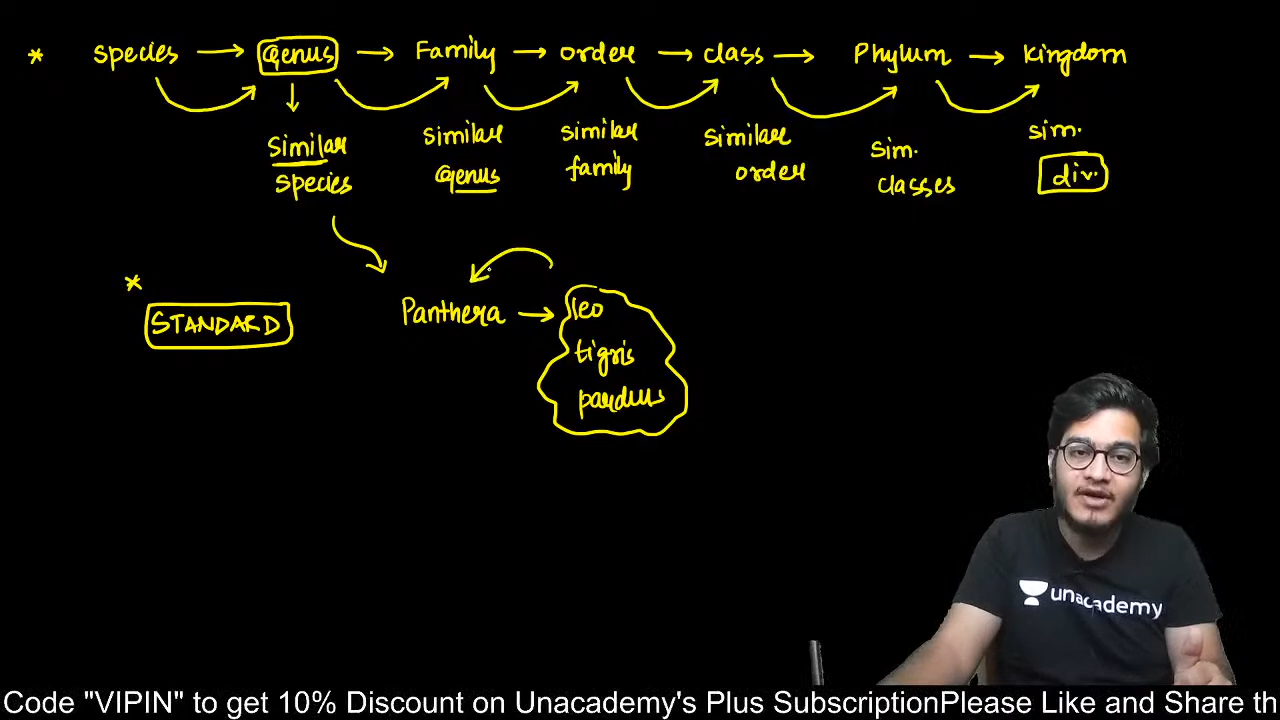 * Species → Genus → Family → order → class → Phylum → Kingdom
Similar species
similar Genus
similar family
similar order
Sim. classes
sim. div.
* STANDARD
Panthera → leo
tigris
pardus
unacademy
Code "VIPIN" to get 10% Discount on Unacademy's Plus SubscriptionPlease Like and Share th